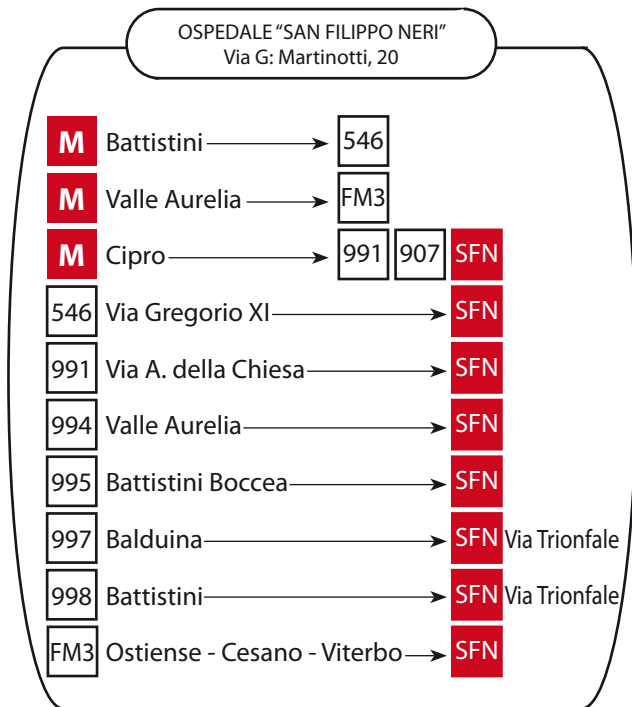 OSPEDALE “SAN FILIPPO NERI”
Via G: Martinotti, 20
M Battistini 546
M Valle Aurelia FM3
M Cipro 991 907 SFN
546 Via Gregorio XI SFN
991 Via A. della Chiesa SFN
994 Valle Aurelia SFN
995 Battistini Boccea SFN
997 Balduina SFN Via Trionfale
998 Battistini SFN Via Trionfale
FM3 Ostiense - Cesano - Viterbo SFN